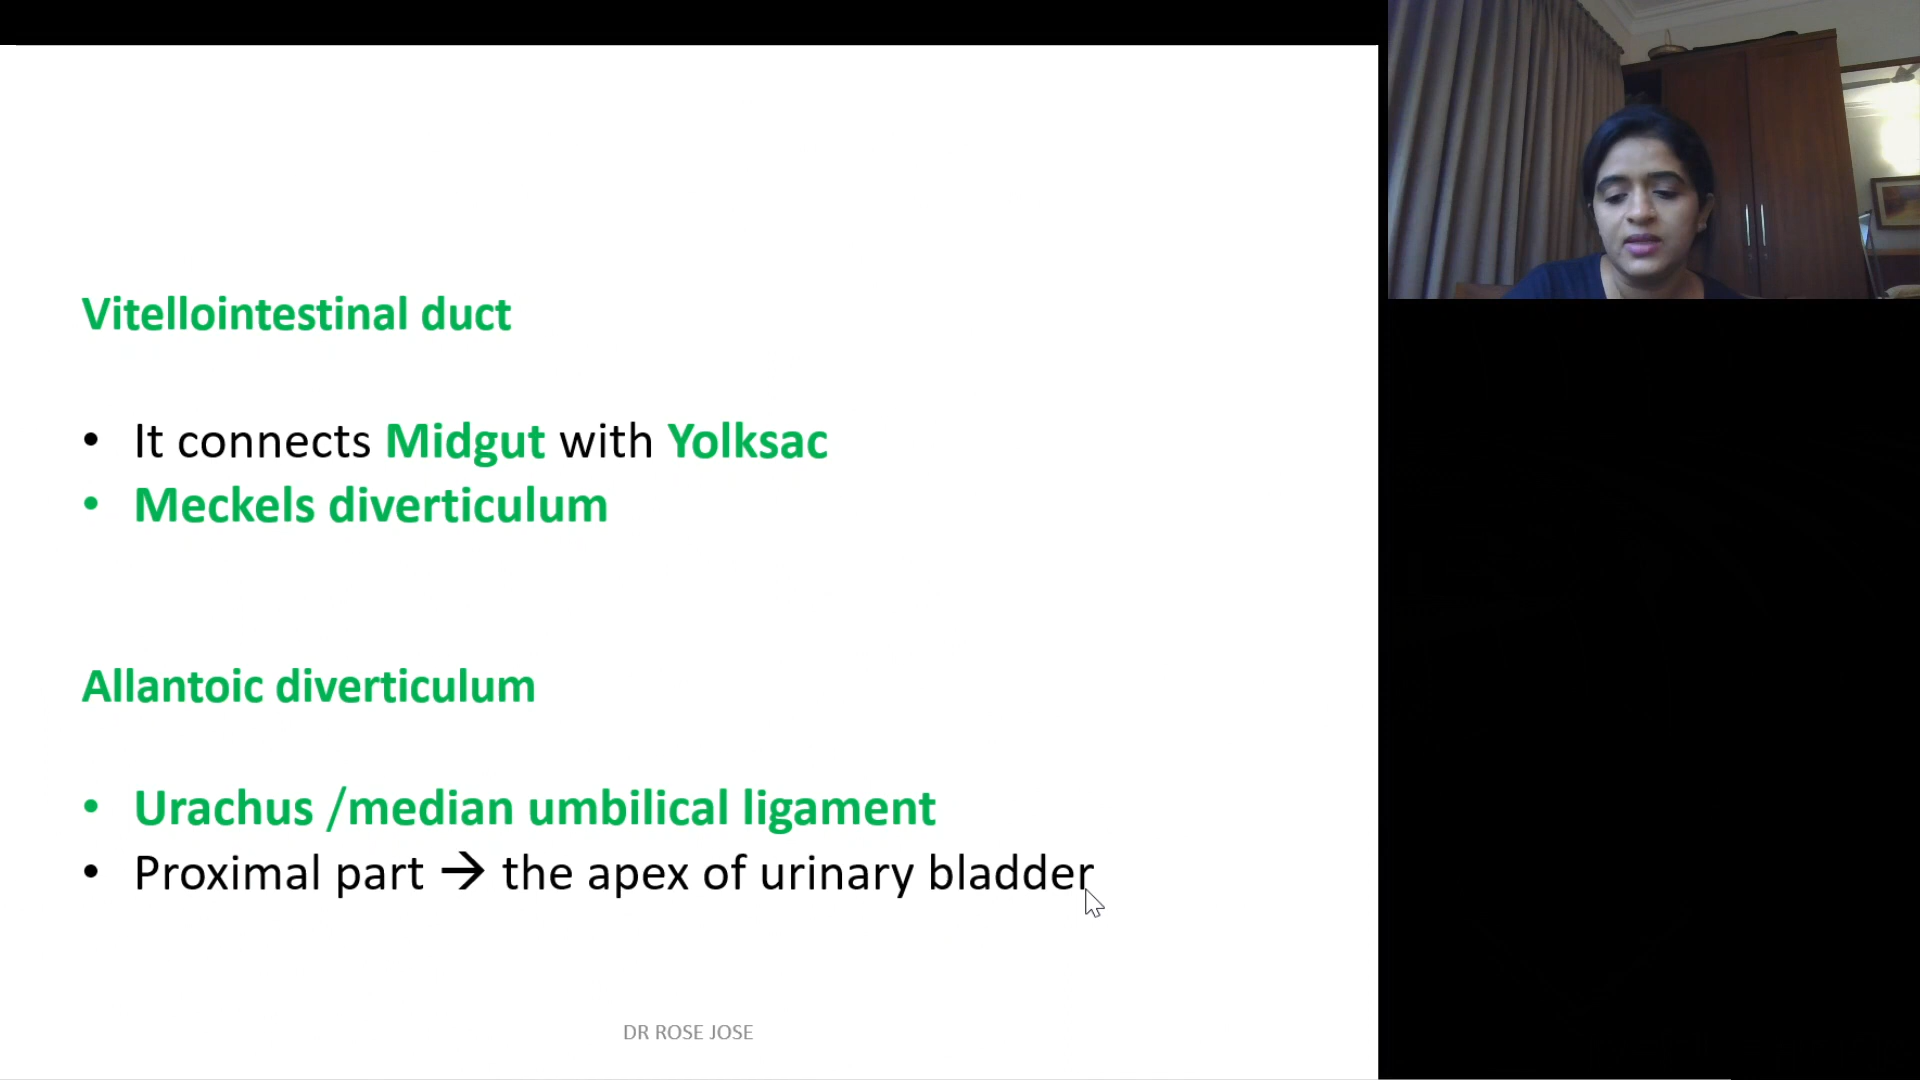 Vitellointestinal duct
• It connects Midgut with Yolksac
• Meckels diverticulum
Allantoic diverticulum
• Urachus /median umbilical ligament
• Proximal part → the apex of urinary bladder
DR ROSE JOSE